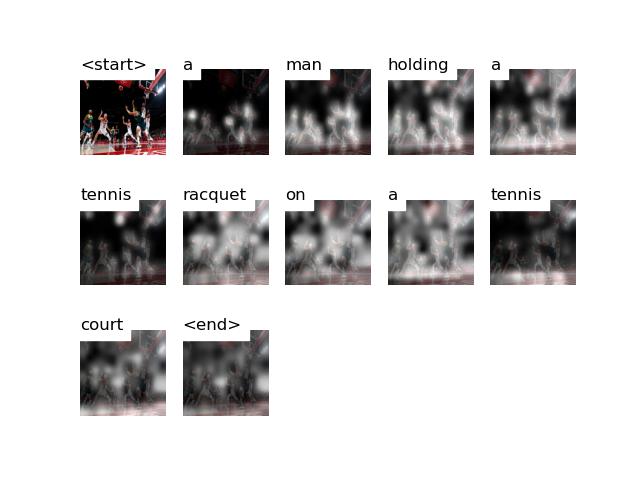 <start> a man holding a
tennis racquet on a tennis
court <end>